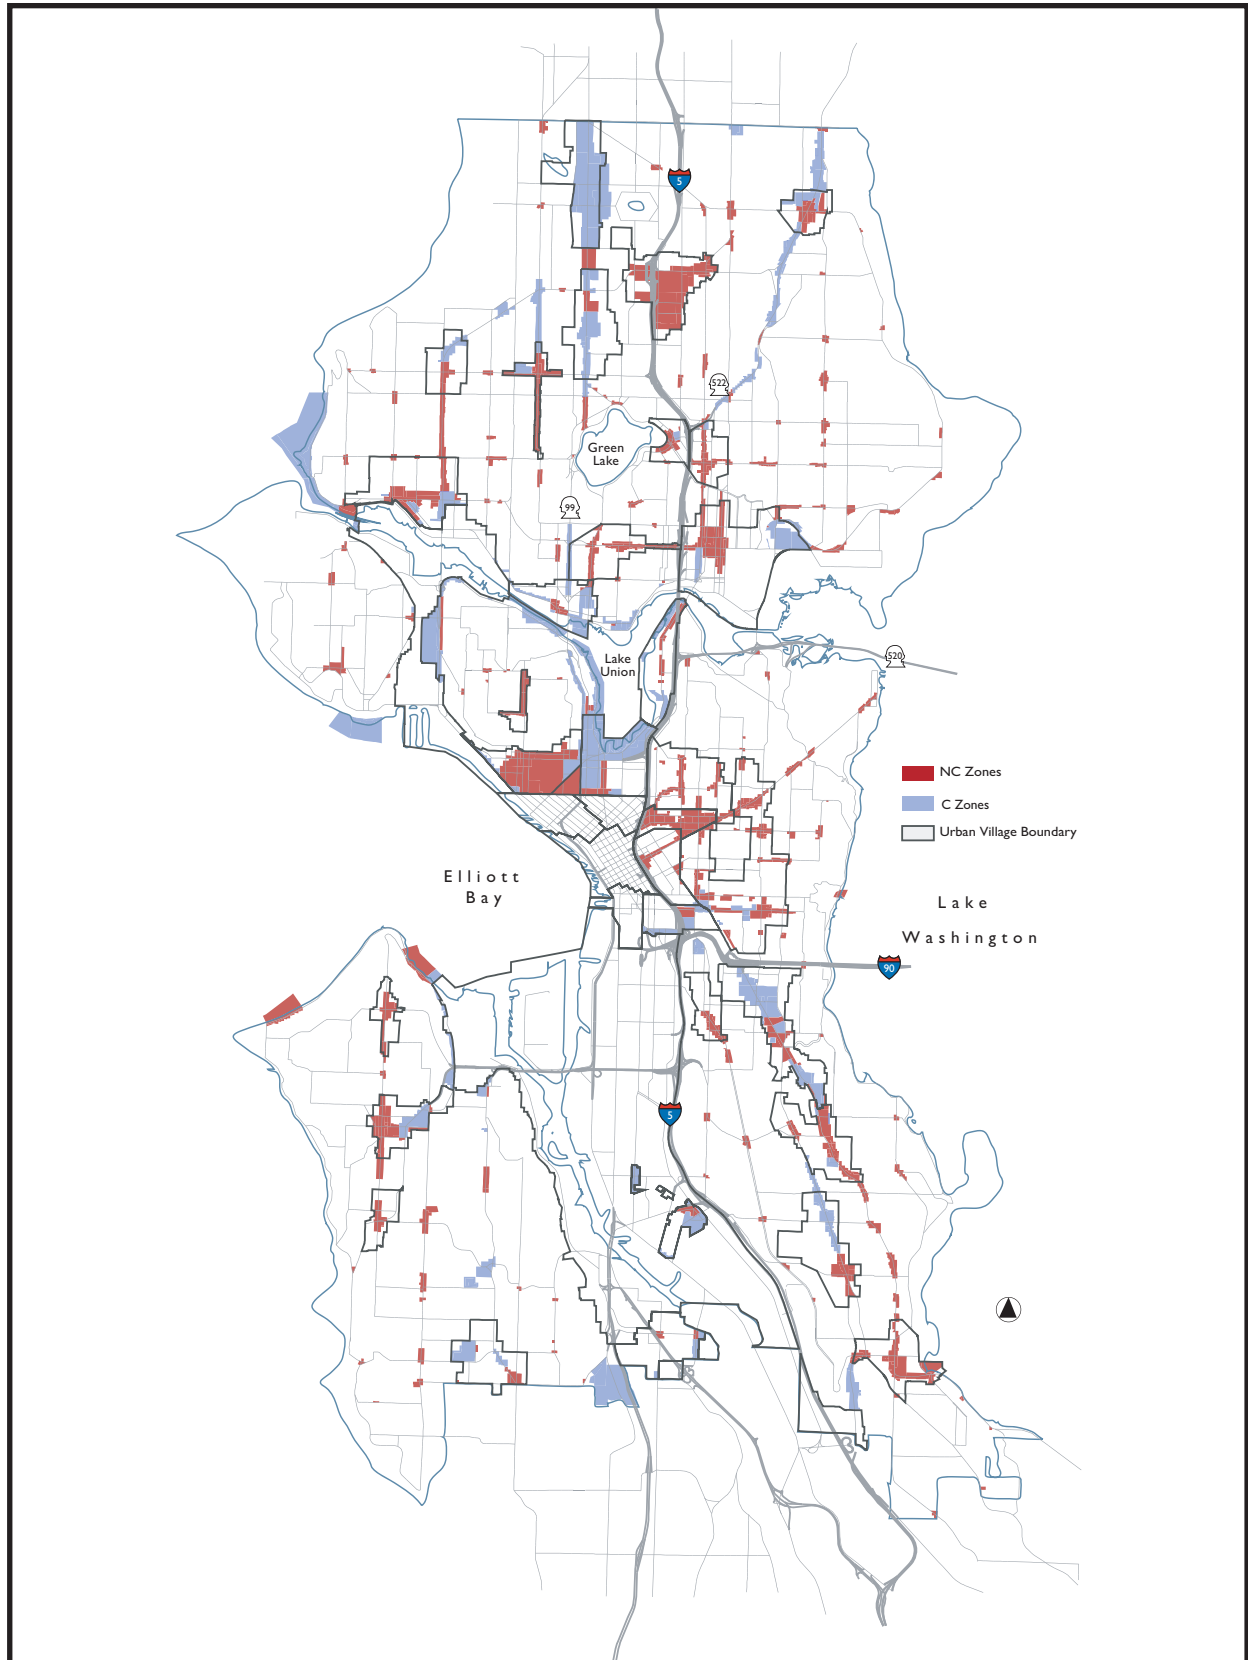 5
522
Green
Lake
99
520
Lake
Union
NC Zones
C Zones
Urban Village Boundary
Elliott
Bay
Lake
Washington
90
5